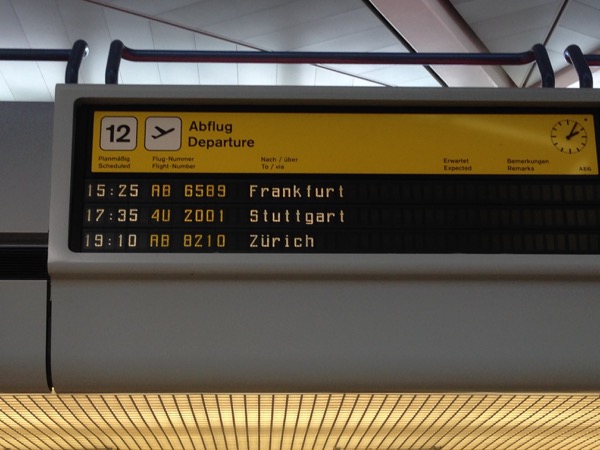 12 Abflug
Departure
Planmäßig Flug-Nummer Nach / über Erwartet Bemerkungen
Scheduled Flight-Number To / via Expected Remarks
15:25 AB 6589 Frankfurt
17:35 4U 2001 Stuttgart
19:10 AB 8210 Zürich